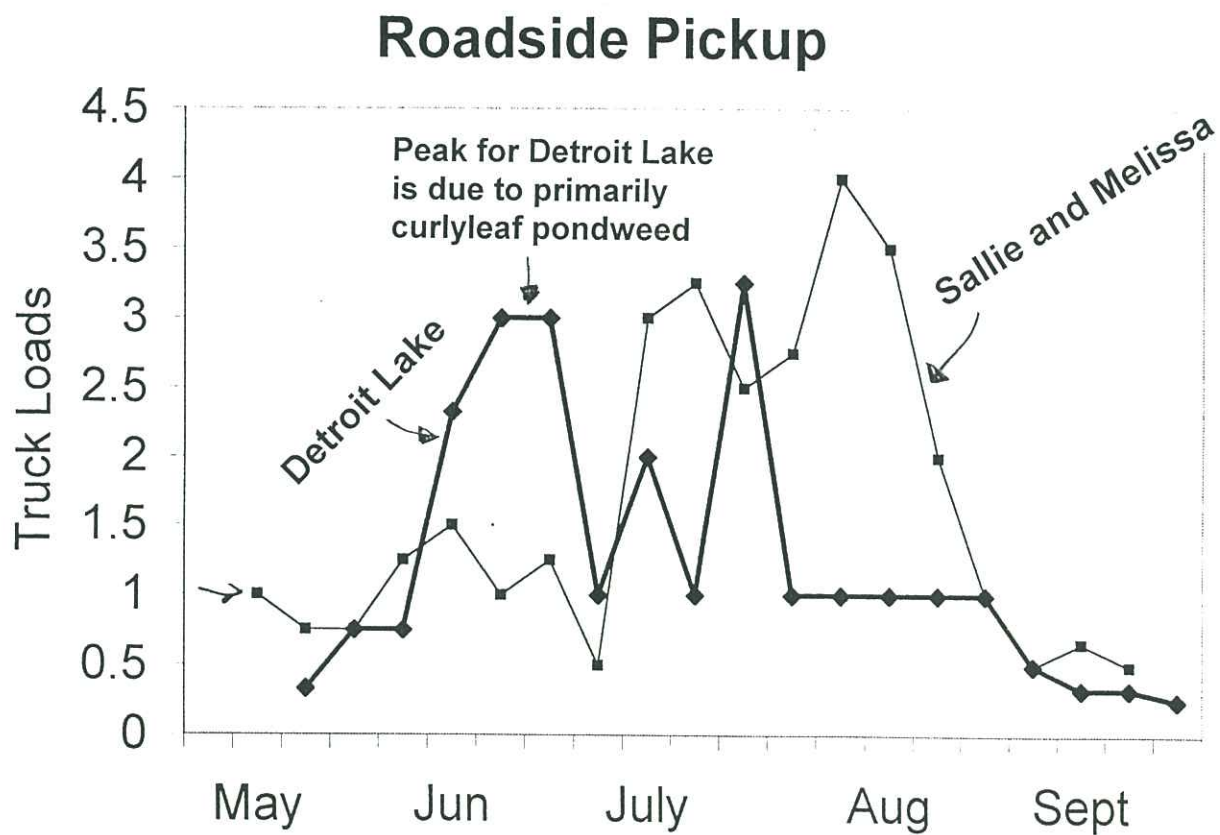 Roadside Pickup
4.5
4
3.5
3
2.5
2
1.5
1
0.5
0
Truck Loads
Peak for Detroit Lake
is due to primarily
curlyleaf pondweed
Detroit Lake
Sallie and Melissa
May Jun July Aug Sept